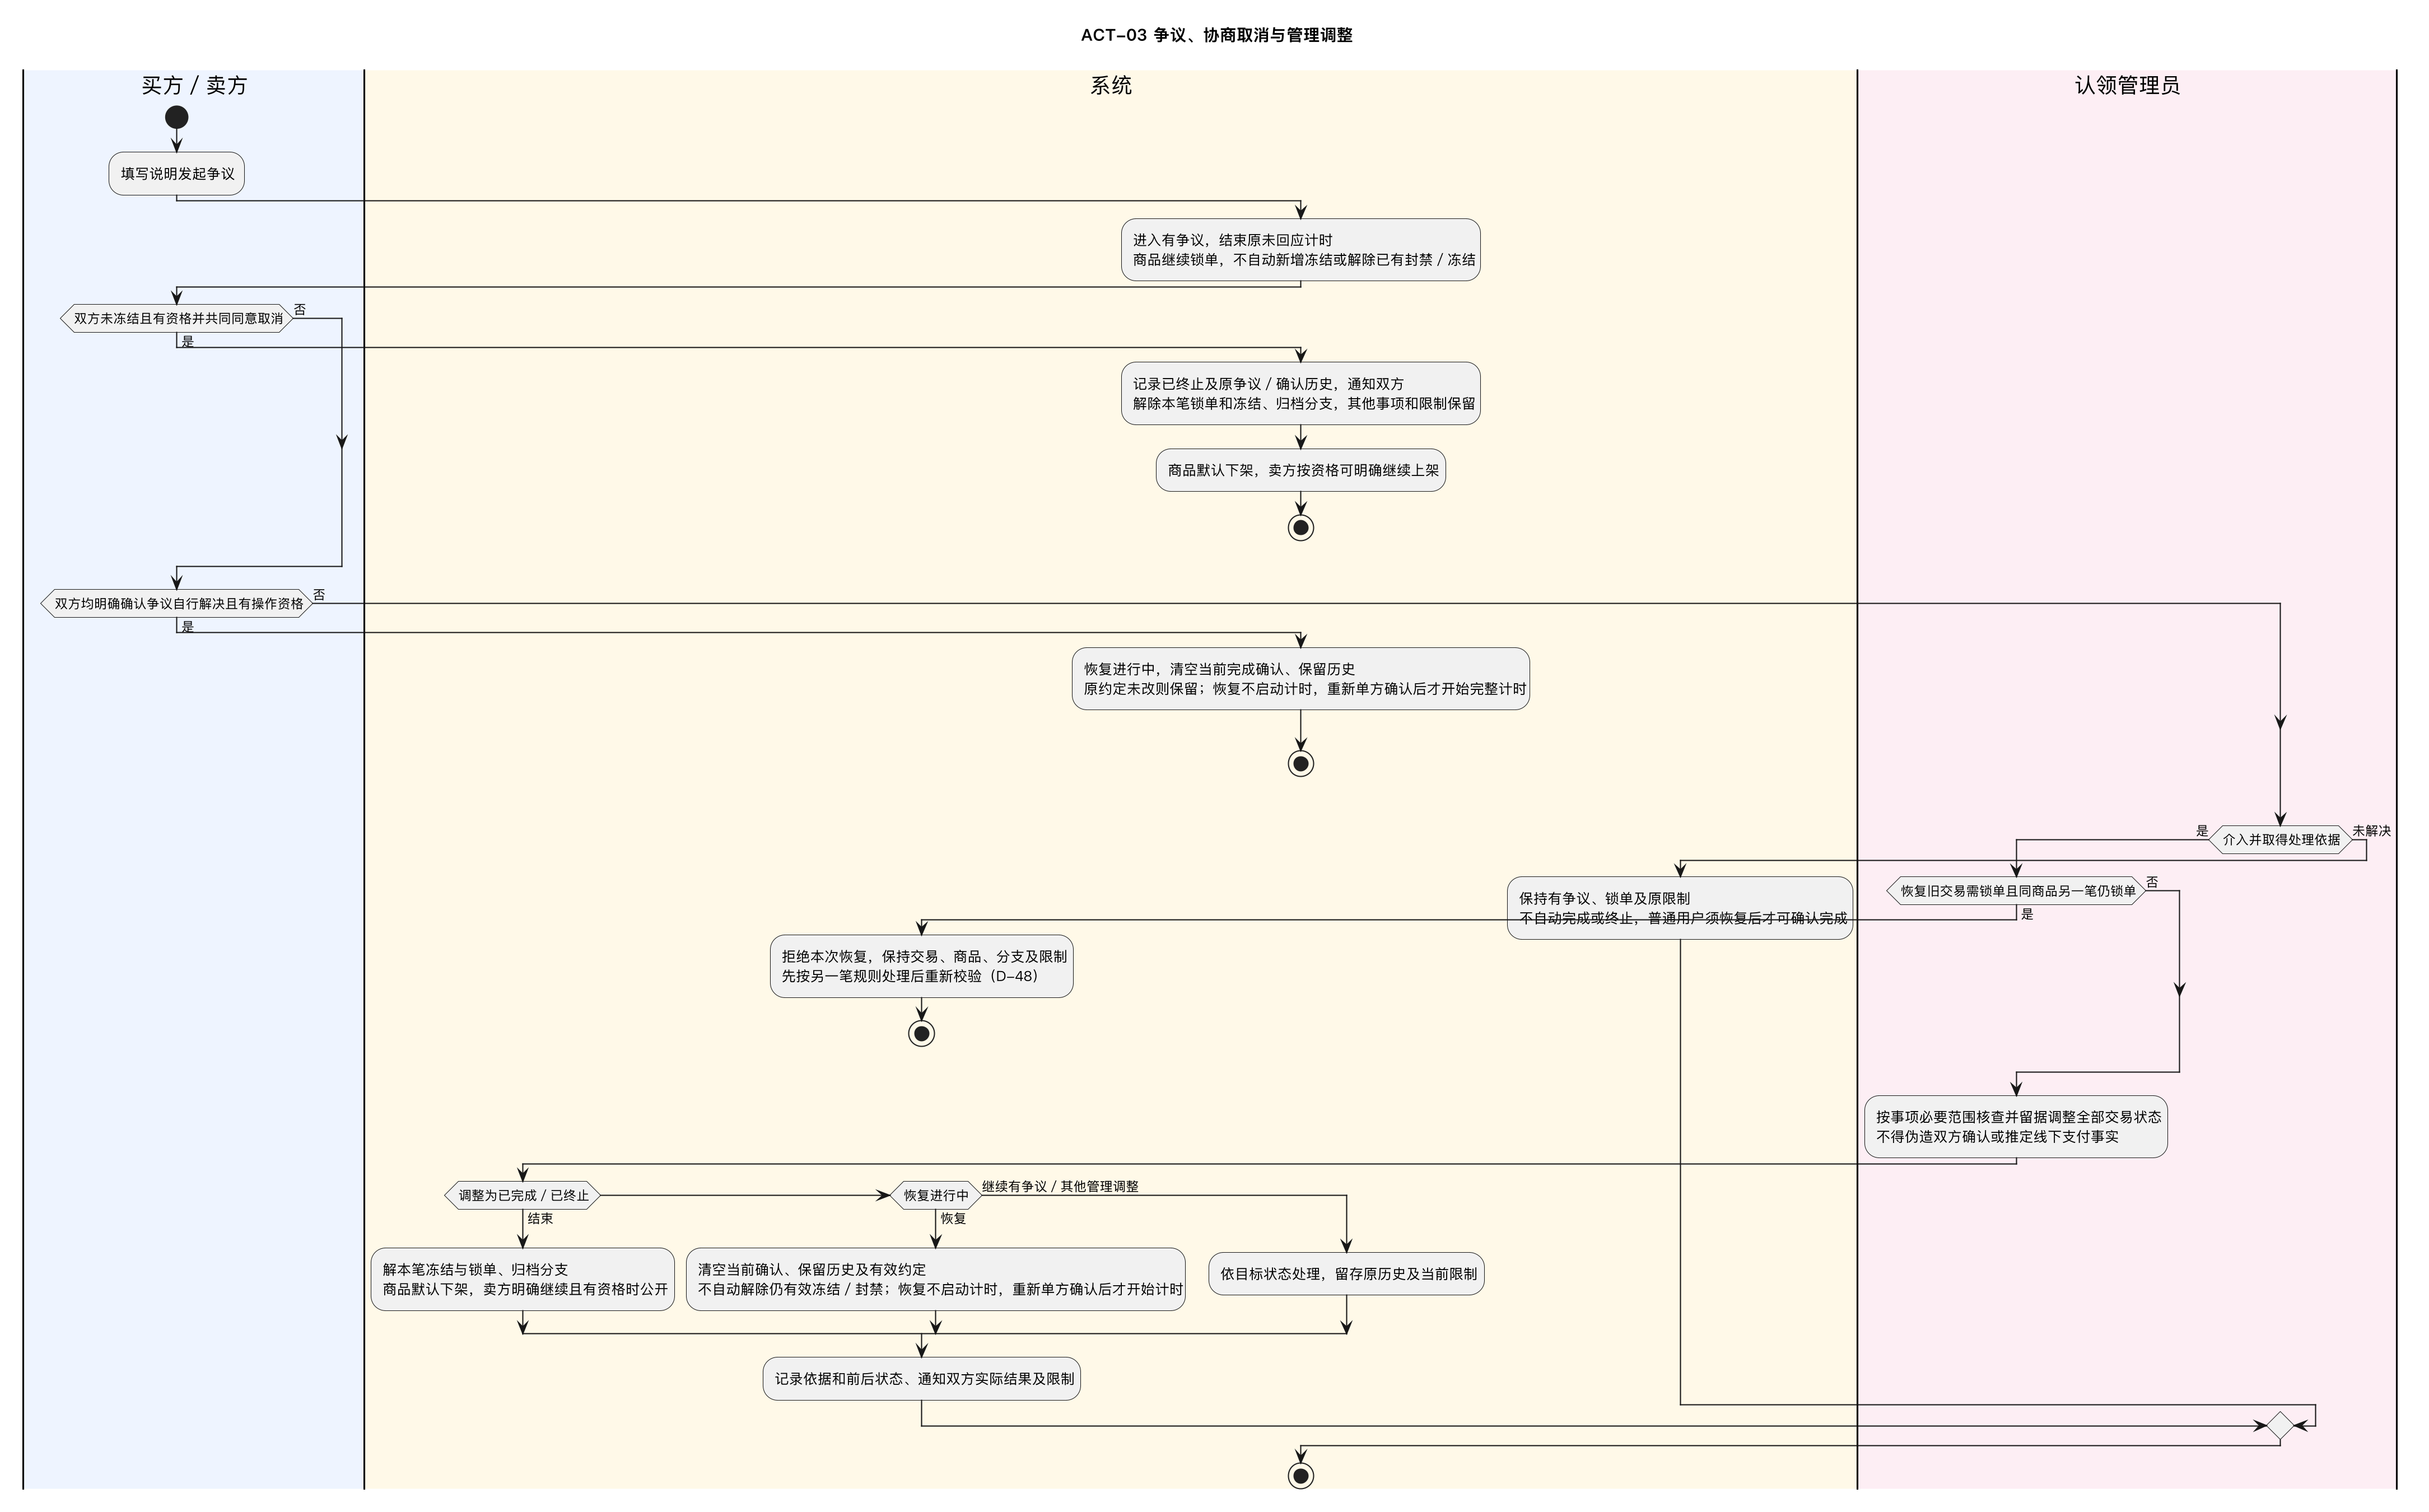 ACT-03 争议、协商取消与管理调整
买方 / 卖方
系统
认领管理员
填写说明发起争议
进入有争议，结束原未回应计时
商品继续锁单，不自动新增冻结或解除已有封禁 / 冻结
双方未冻结且有资格并共同同意取消
否
是
记录已终止及原争议 / 确认历史，通知双方
解除本笔锁单和冻结、归档分支，其他事项和限制保留
商品默认下架，卖方按资格可明确继续上架
双方均明确确认争议自行解决且有操作资格
否
是
恢复进行中，清空当前完成确认、保留历史
原约定未改则保留；恢复不启动计时，重新单方确认后才开始完整计时
是
介入并取得处理依据
未解决
保持有争议、锁单及原限制
不自动完成或终止，普通用户须恢复后才可确认完成
恢复旧交易需锁单且同商品另一笔仍锁单
否
是
拒绝本次恢复，保持交易、商品、分支及限制
先按另一笔规则处理后重新校验（D-48）
按事项必要范围核查并留据调整全部交易状态
不得伪造双方确认或推定线下支付事实
调整为已完成 / 已终止
恢复进行中
继续有争议 / 其他管理调整
结束
恢复
解本笔冻结与锁单、归档分支
商品默认下架，卖方明确继续且有资格时公开
清空当前确认、保留历史及有效约定
不自动解除仍有效冻结 / 封禁；恢复不启动计时，重新单方确认后才开始计时
依目标状态处理，留存原历史及当前限制
记录依据和前后状态、通知双方实际结果及限制